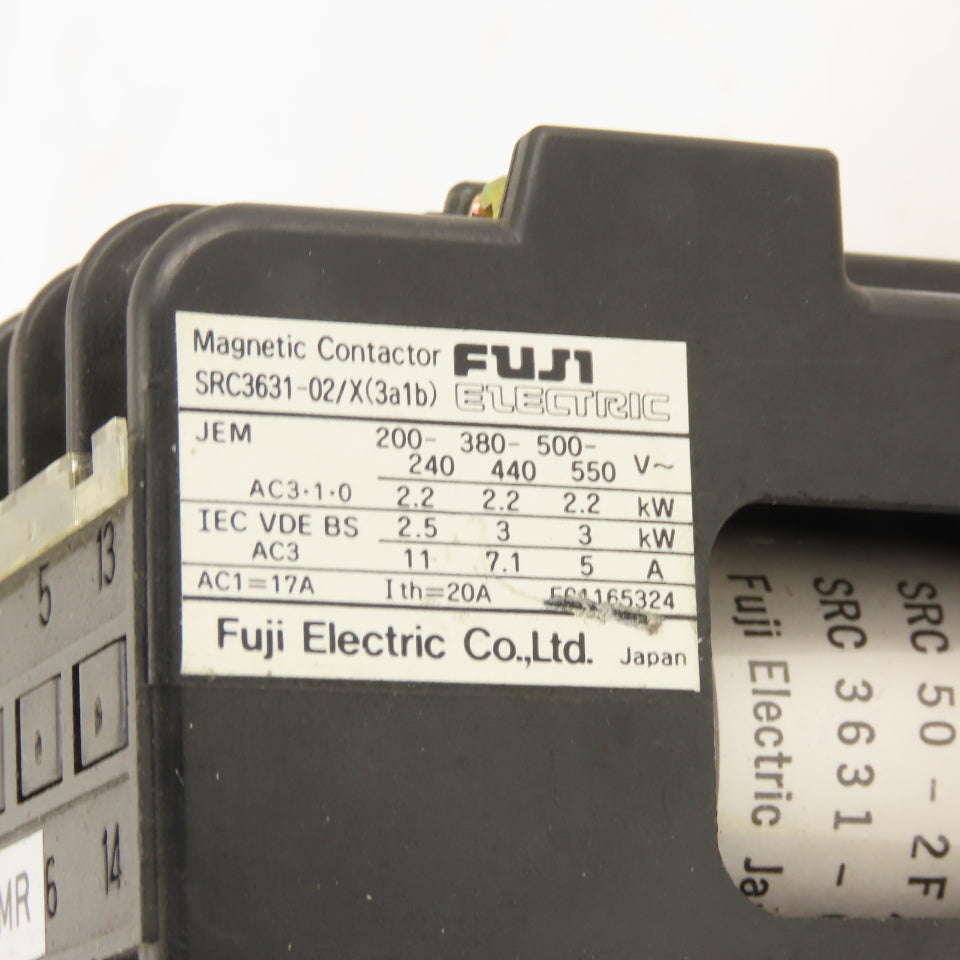 Magnetic Contactor FUJI
SRC3631-02/X(3a1b) ELECTRIC
JEM 200- 380- 500-
240 440 550 V~
AC3·1·0 2.2 2.2 2.2 kW
IEC VDE BS 2.5 3 3 kW
AC3 11 7.1 5 A
AC1=17A Ith=20A
Fuji Electric Co.,Ltd. Japan
5 13
6 14
MR
SRC 50-2F
SRC 3631-
Fuji Electric